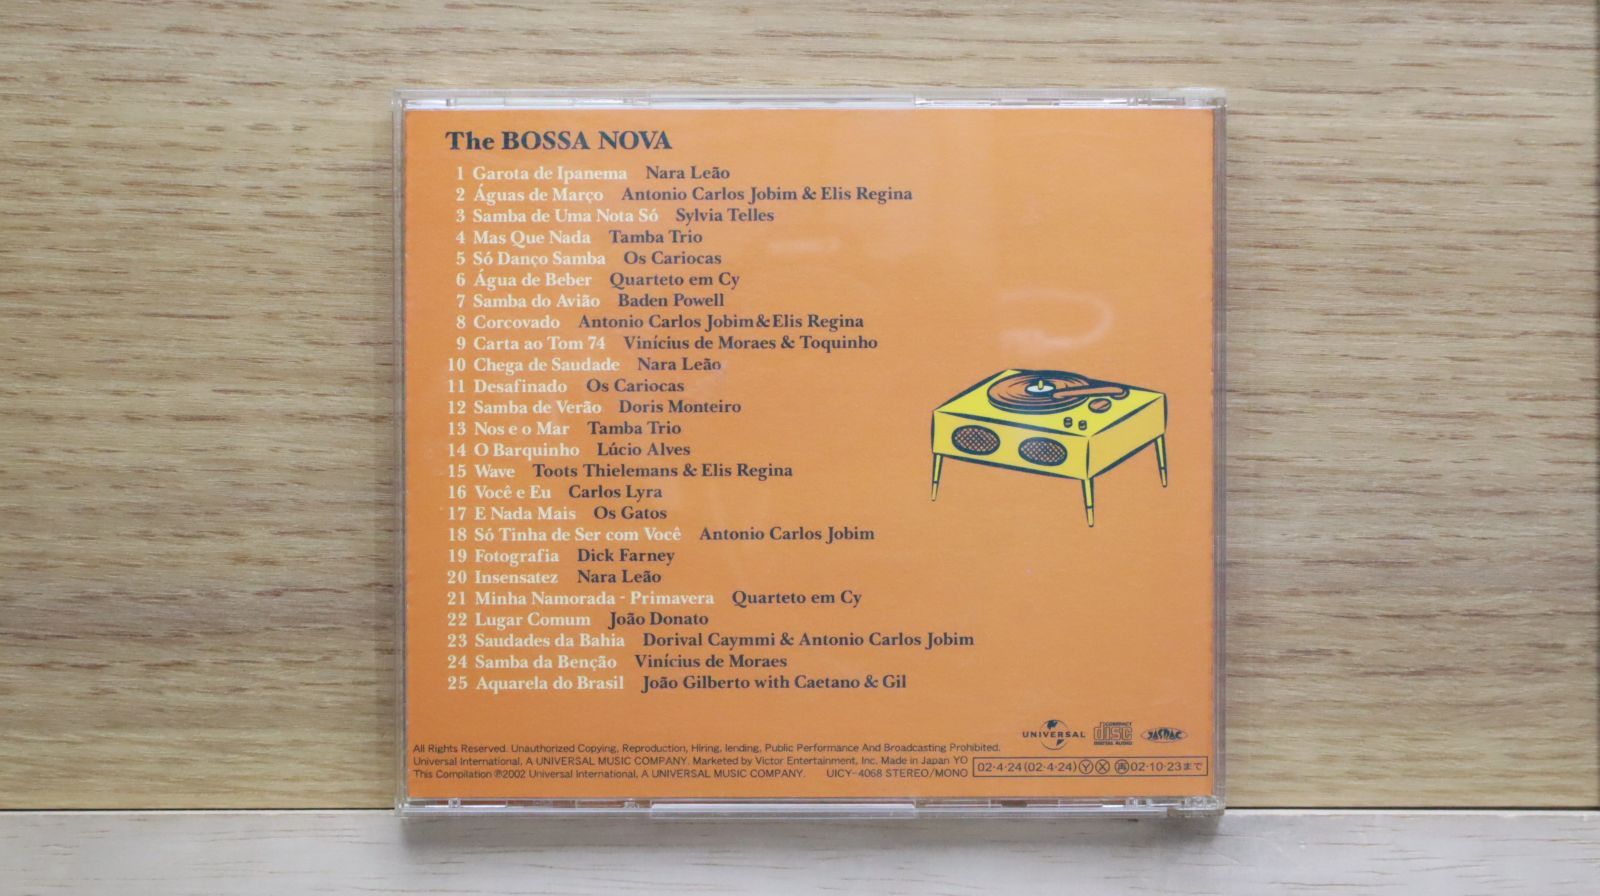 The BOSSA NOVA
1 Garota de Ipanema Nara Leão
2 Águas de Março Antonio Carlos Jobim & Elis Regina
3 Samba de Uma Nota Só Sylvia Telles
4 Mas Que Nada Tamba Trio
5 Só Danço Samba Os Cariocas
6 Água de Beber Quarteto em Cy
7 Samba do Avião Baden Powell
8 Corcovado Antonio Carlos Jobim&Elis Regina
9 Carta ao Tom 74 Vinícius de Moraes & Toquinho
10 Chega de Saudade Nara Leão
11 Desafinado Os Cariocas
12 Samba de Verão Doris Monteiro
13 Nos e o Mar Tamba Trio
14 O Barquinho Lúcio Alves
15 Wave Toots Thielemans & Elis Regina
16 Você e Eu Carlos Lyra
17 E Nada Mais Os Gatos
18 Só Tinha de Ser com Você Antonio Carlos Jobim
19 Fotografia Dick Farney
20 Insensatez Nara Leão
21 Minha Namorada - Primavera Quarteto em Cy
22 Lugar Comum João Donato
23 Saudades da Bahia Dorival Caymmi & Antonio Carlos Jobim
24 Samba da Benção Vinícius de Moraes
25 Aquarela do Brasil João Gilberto with Caetano & Gil
UNIVERSAL
COMPACT
disc
DIGITAL AUDIO
JASRAC
All Rights Reserved. Unauthorized Copying, Reproduction, Hiring, lending, Public Performance And Broadcasting Prohibited.
Universal International, A UNIVERSAL MUSIC COMPANY. Marketed by Victor Entertainment, Inc. Made in Japan YO
This Compilation ℗2002 Universal International, A UNIVERSAL MUSIC COMPANY. UICY-4068 STEREO/MONO
02・4・24(02・4・24)ⓎⓍ㊢02・10・23まで